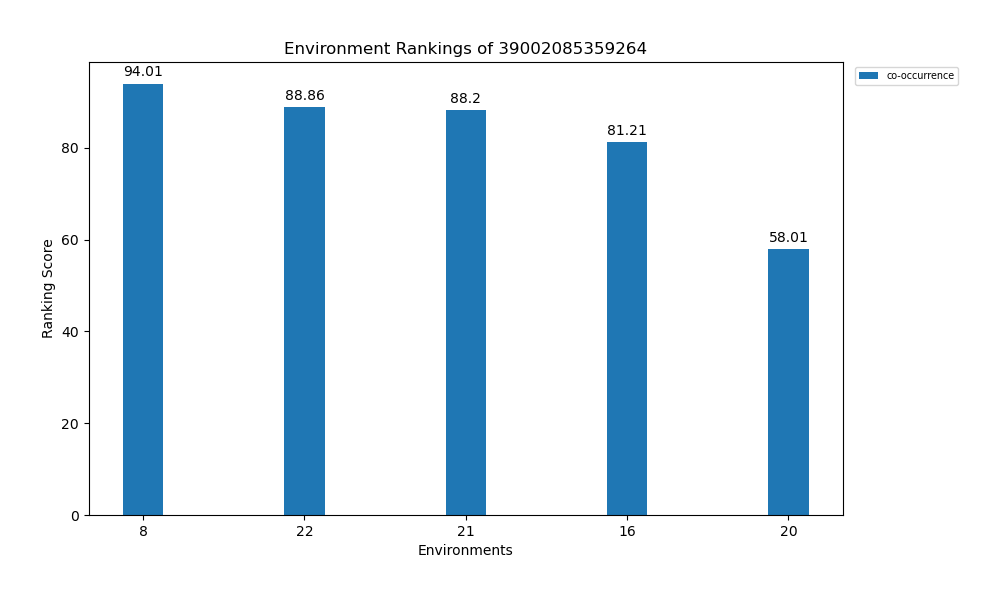 Environment Rankings of 39002085359264
co-occurrence
94.01
88.86
88.2
81.21
58.01
80
60
40
20
0
Ranking Score
8 22 21 16 20
Environments